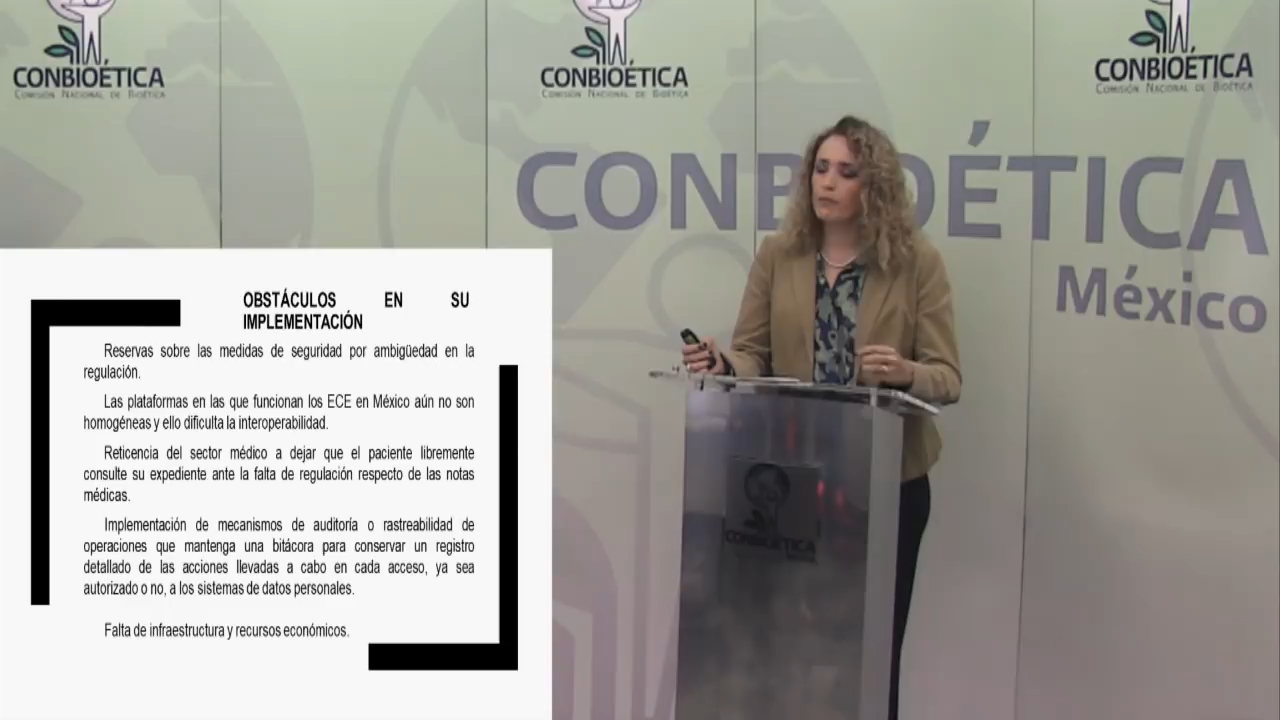 CONBIOÉTICA
COMISIÓN NACIONAL DE BIOÉTICA
CONBIOÉTICA
COMISIÓN NACIONAL DE BIOÉTICA
CONBIOÉTICA
COMISIÓN NACIONAL DE BIOÉTICA
CONB OÉTICA
México
OBSTÁCULOS EN SU
IMPLEMENTACIÓN
Reservas sobre las medidas de seguridad por ambigüedad en la
regulación.
Las plataformas en las que funcionan los ECE en México aún no son
homogéneas y ello dificulta la interoperabilidad.
Reticencia del sector médico a dejar que el paciente libremente
consulte su expediente ante la falta de regulación respecto de las notas
médicas.
Implementación de mecanismos de auditoría o rastreabilidad de
operaciones que mantenga una bitácora para conservar un registro
detallado de las acciones llevadas a cabo en cada acceso, ya sea
autorizado o no, a los sistemas de datos personales.
Falta de infraestructura y recursos económicos.
CONBIOÉTICA